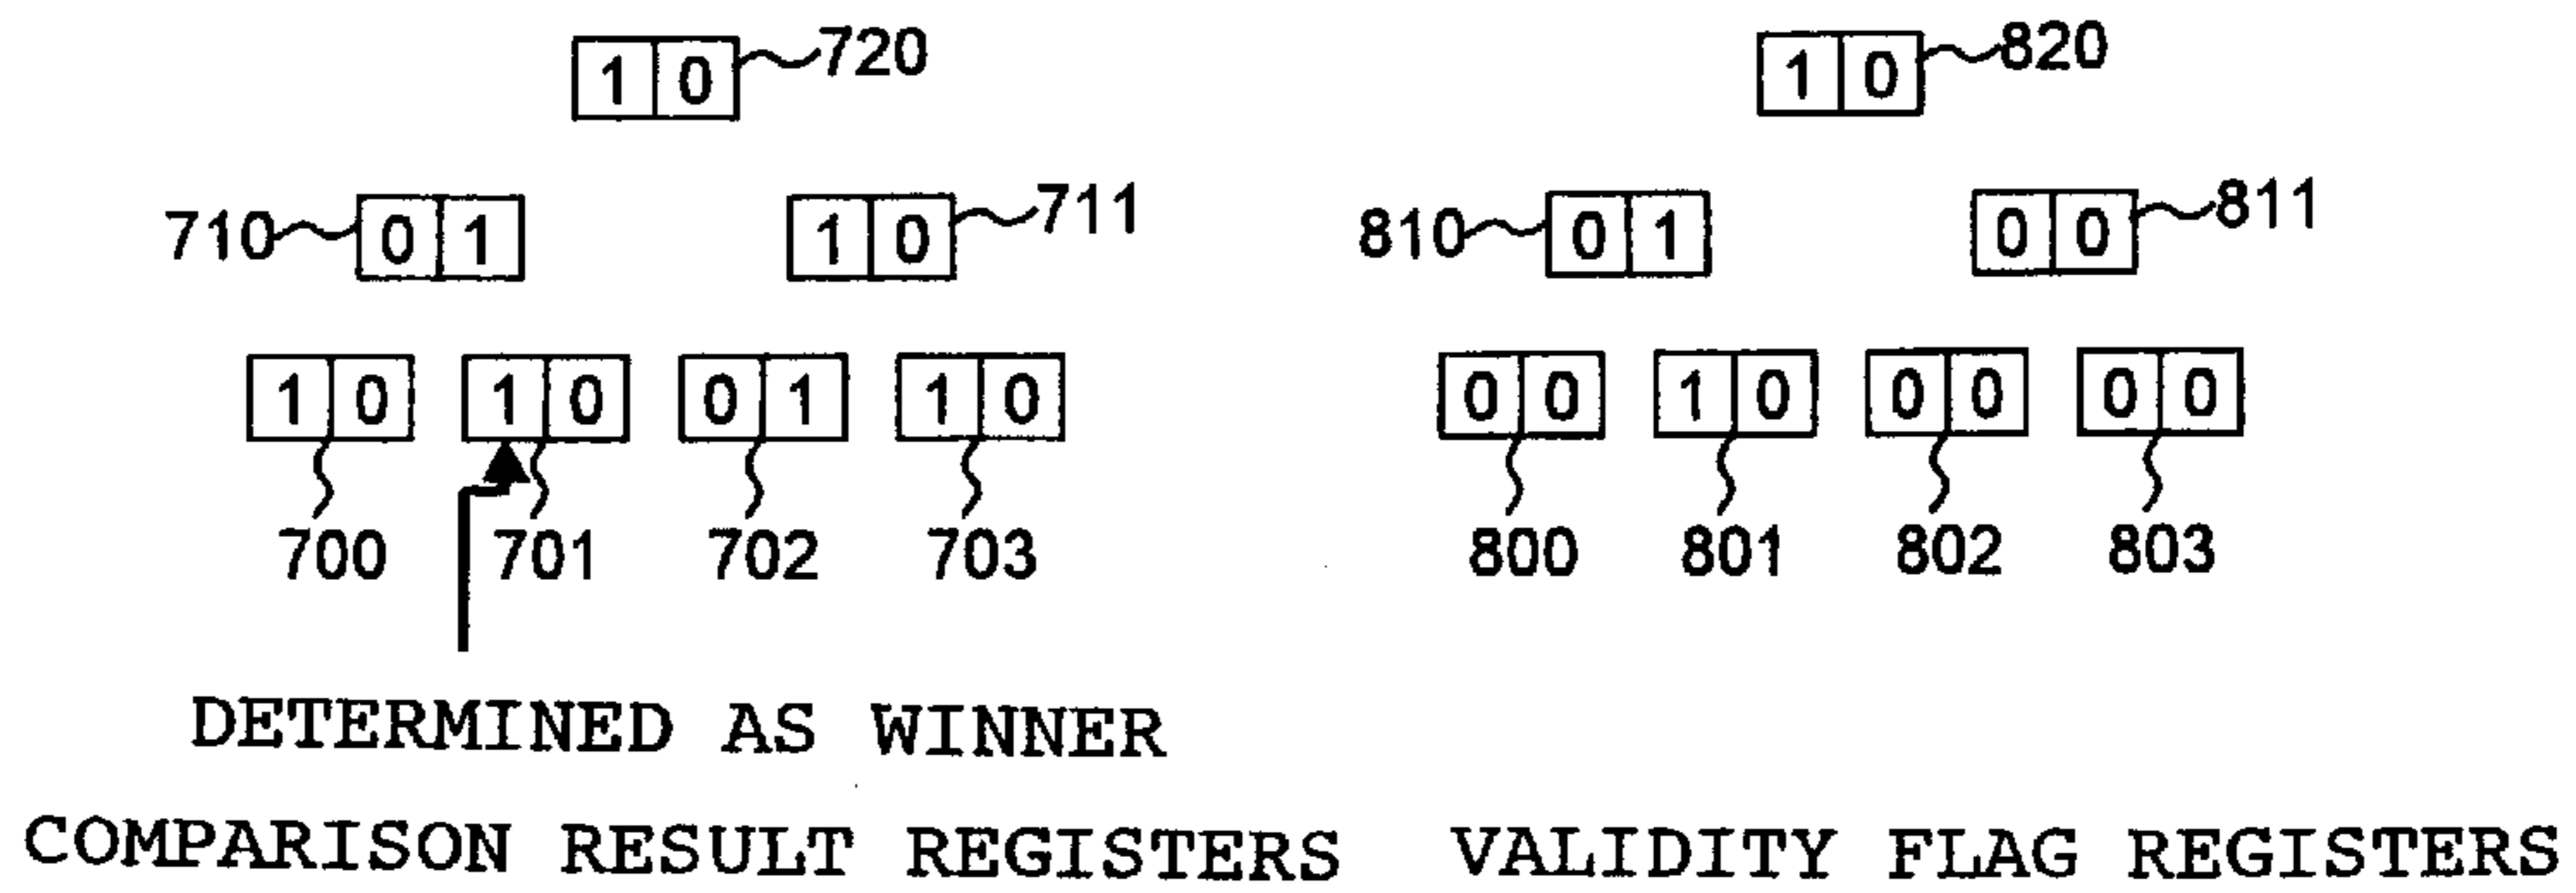 1 0 720 1 0 820
710 0 1 1 0 711 810 0 1 0 0 811
1 0 1 0 0 1 1 0 0 0 1 0 0 0 0 0
700 701 702 703 800 801 802 803
DETERMINED AS WINNER
COMPARISON RESULT REGISTERS VALIDITY FLAG REGISTERS